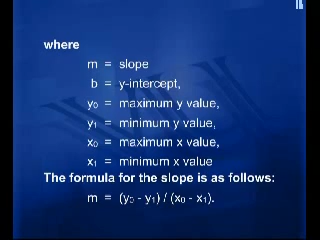 where
m = slope
b = y-intercept,
y₀ = maximum y value,
y₁ = minimum y value,
x₀ = maximum x value,
x₁ = minimum x value
The formula for the slope is as follows:
m = (y₀ - y₁) / (x₀ - x₁).